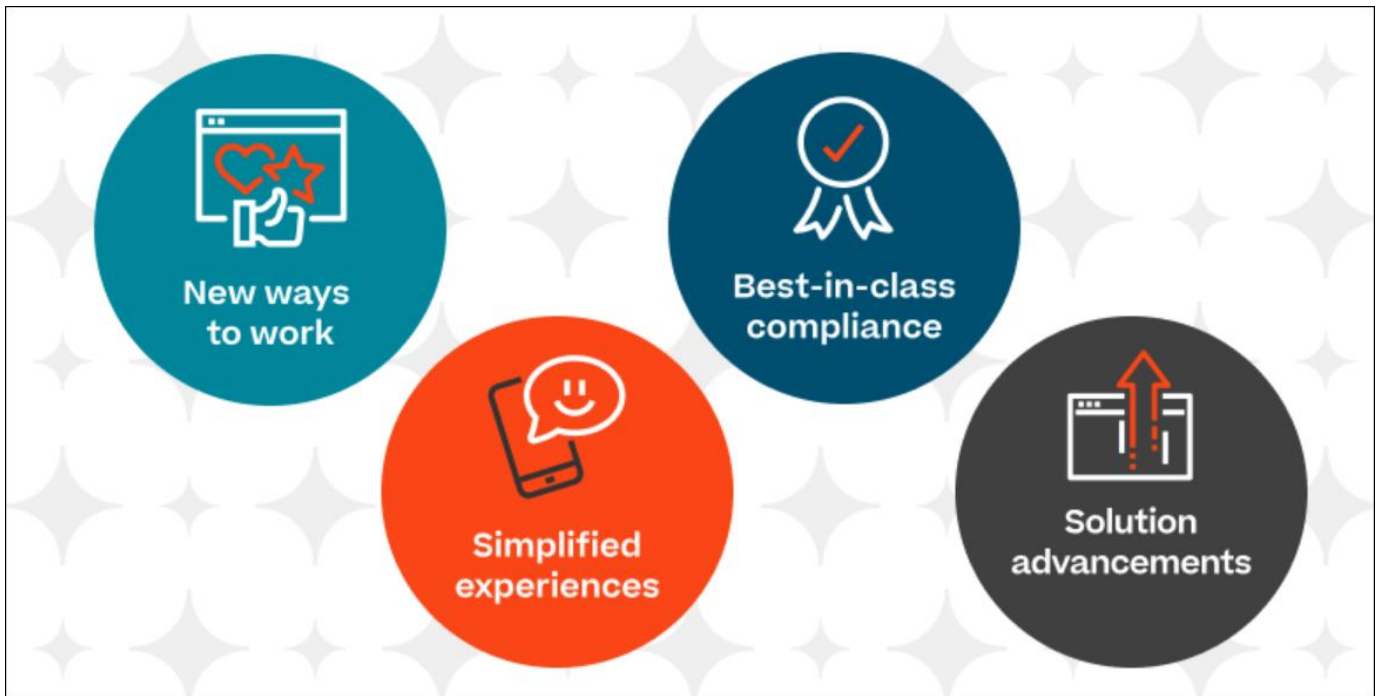 New ways
to work
Simplified
experiences
Best-in-class
compliance
Solution
advancements